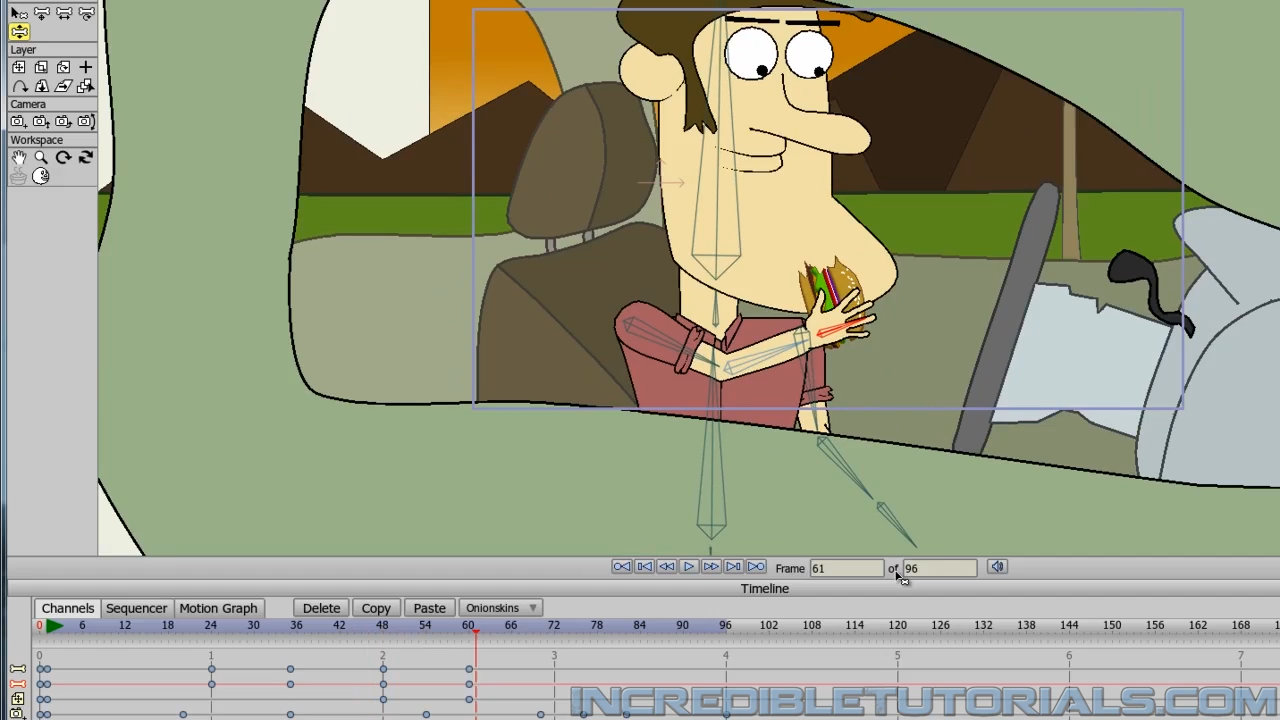 Layer
Camera
Workspace
Frame 61 of 96
Timeline
Channels Sequencer Motion Graph Delete Copy Paste Onionskins
0 6 12 18 24 30 36 42 48 54 60 66 72 78 84 90 96 102 108 114 120 126 132 138 144 150 156 162 168
0 1 2 3 4 5 6 7
INCREDIBLETUTORIALS.COM